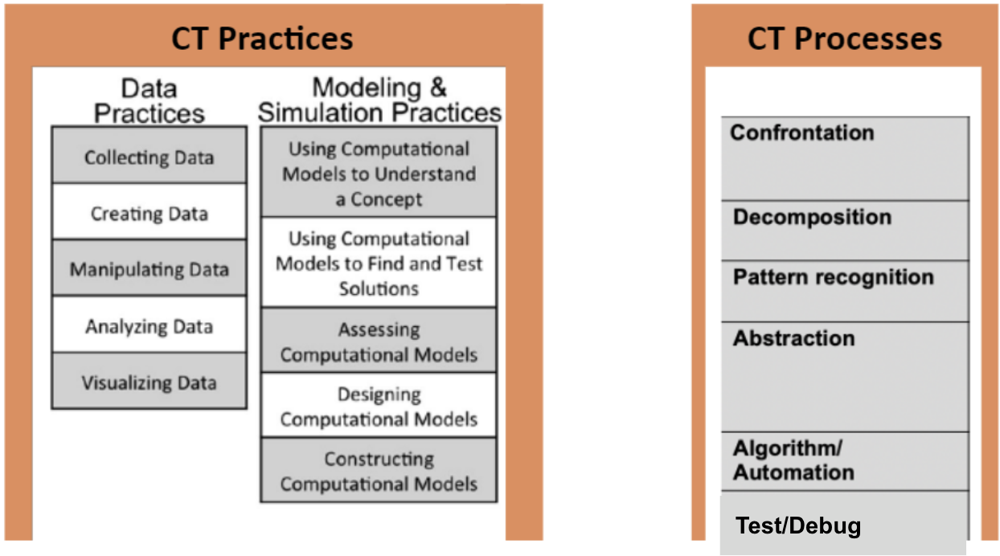 CT Practices
Data
Practices
Collecting Data
Creating Data
Manipulating Data
Analyzing Data
Visualizing Data
Modeling &
Simulation Practices
Using Computational
Models to Understand
a Concept
Using Computational
Models to Find and Test
Solutions
Assessing
Computational Models
Designing
Computational Models
Constructing
Computational Models
CT Processes
Confrontation
Decomposition
Pattern recognition
Abstraction
Algorithm/
Automation
Test/Debug